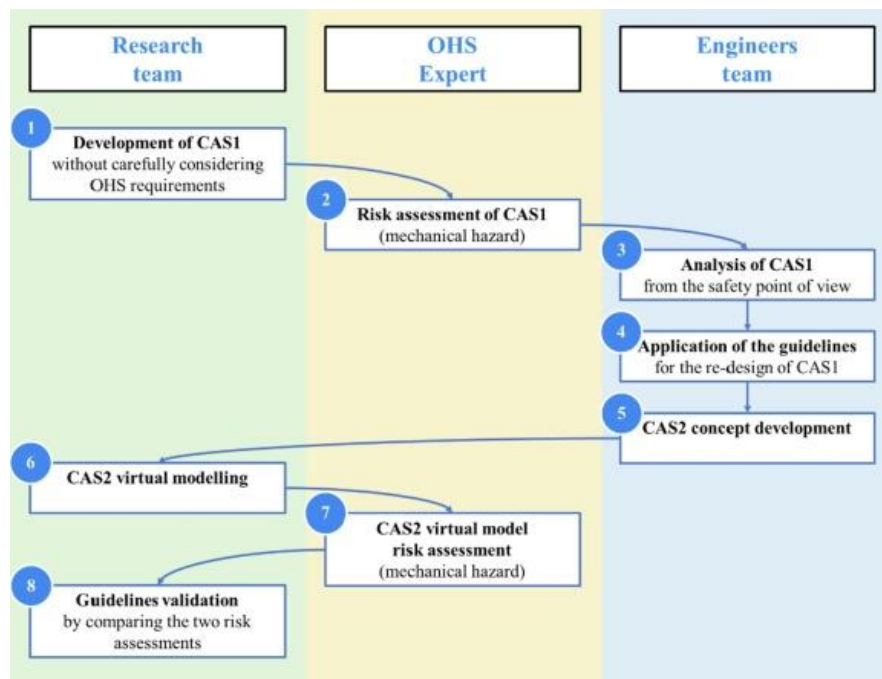 Research
team
OHS
Expert
Engineers
team
1
Development of CAS1
without carefully considering
OHS requirements
2
Risk assessment of CAS1
(mechanical hazard)
3
Analysis of CAS1
from the safety point of view
4
Application of the guidelines
for the re-design of CAS1
5
CAS2 concept development
6
CAS2 virtual modelling
7
CAS2 virtual model
risk assessment
(mechanical hazard)
8
Guidelines validation
by comparing the two risk
assessments